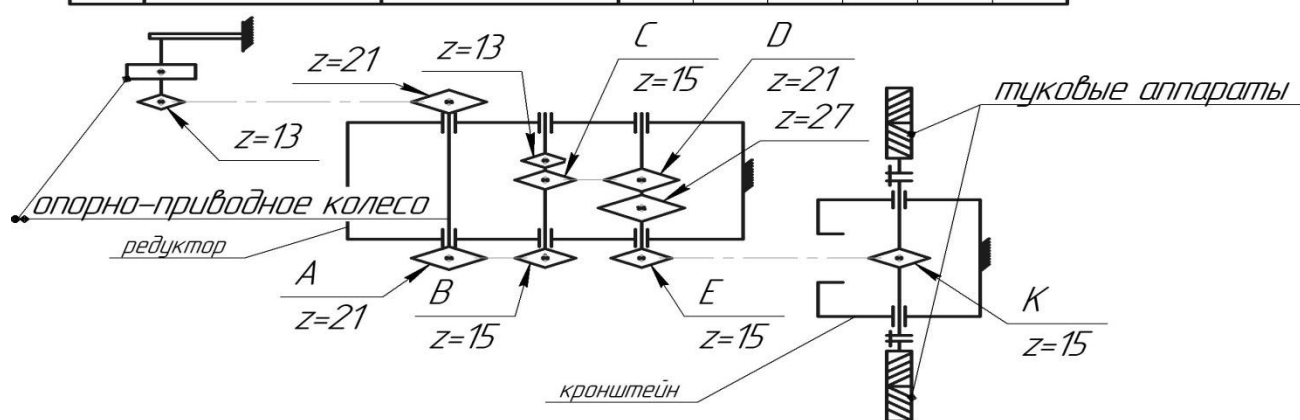 C
D
z=21
z=13
z=15
z=21
z=27
туковые аппараты
z=13
опорно-приводное колесо
редуктор
A
z=21
B
z=15
E
z=15
K
z=15
кронштейн